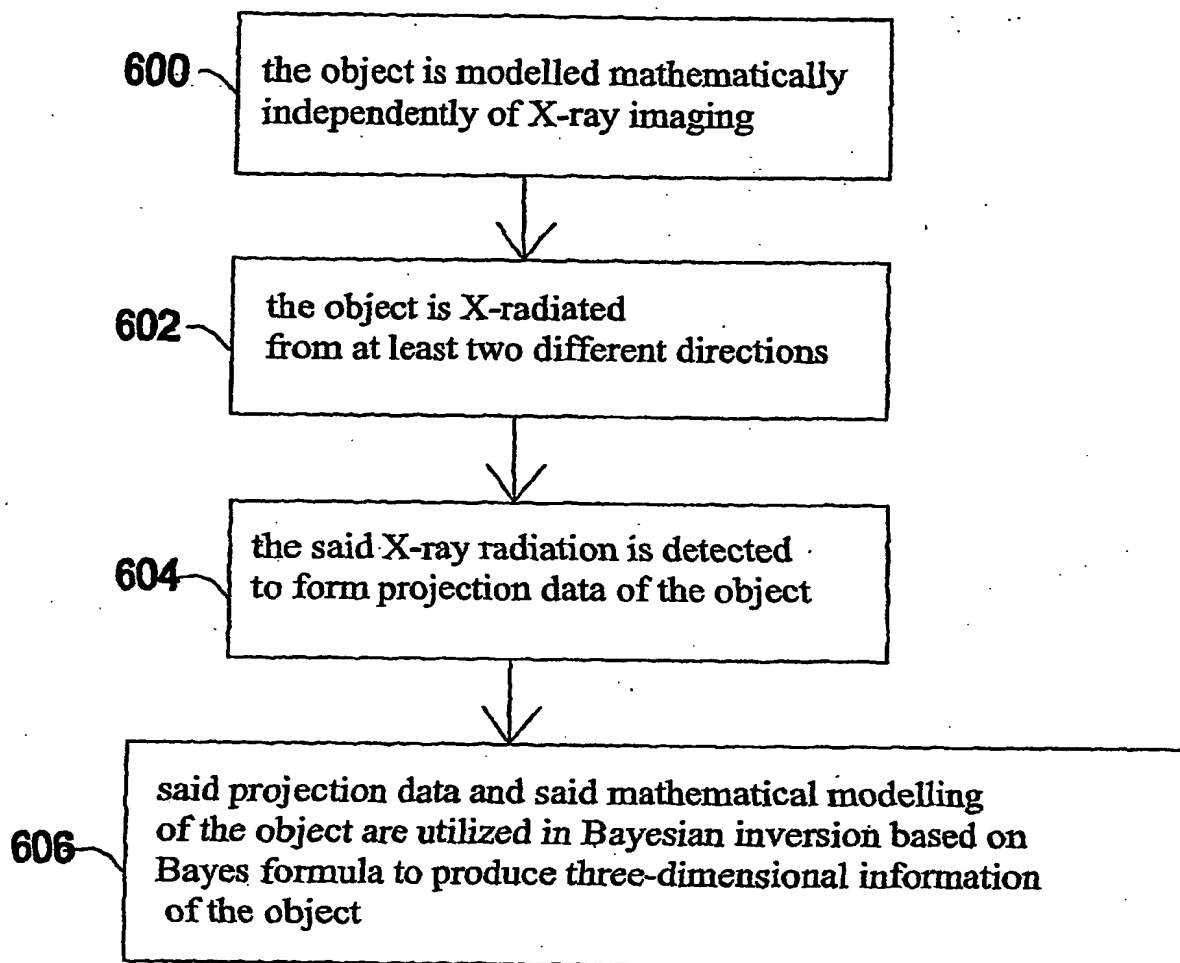 600
the object is modelled mathematically
independently of X-ray imaging
602
the object is X-radiated
from at least two different directions
604
the said X-ray radiation is detected
to form projection data of the object
606
said projection data and said mathematical modelling
of the object are utilized in Bayesian inversion based on
Bayes formula to produce three-dimensional information
of the object